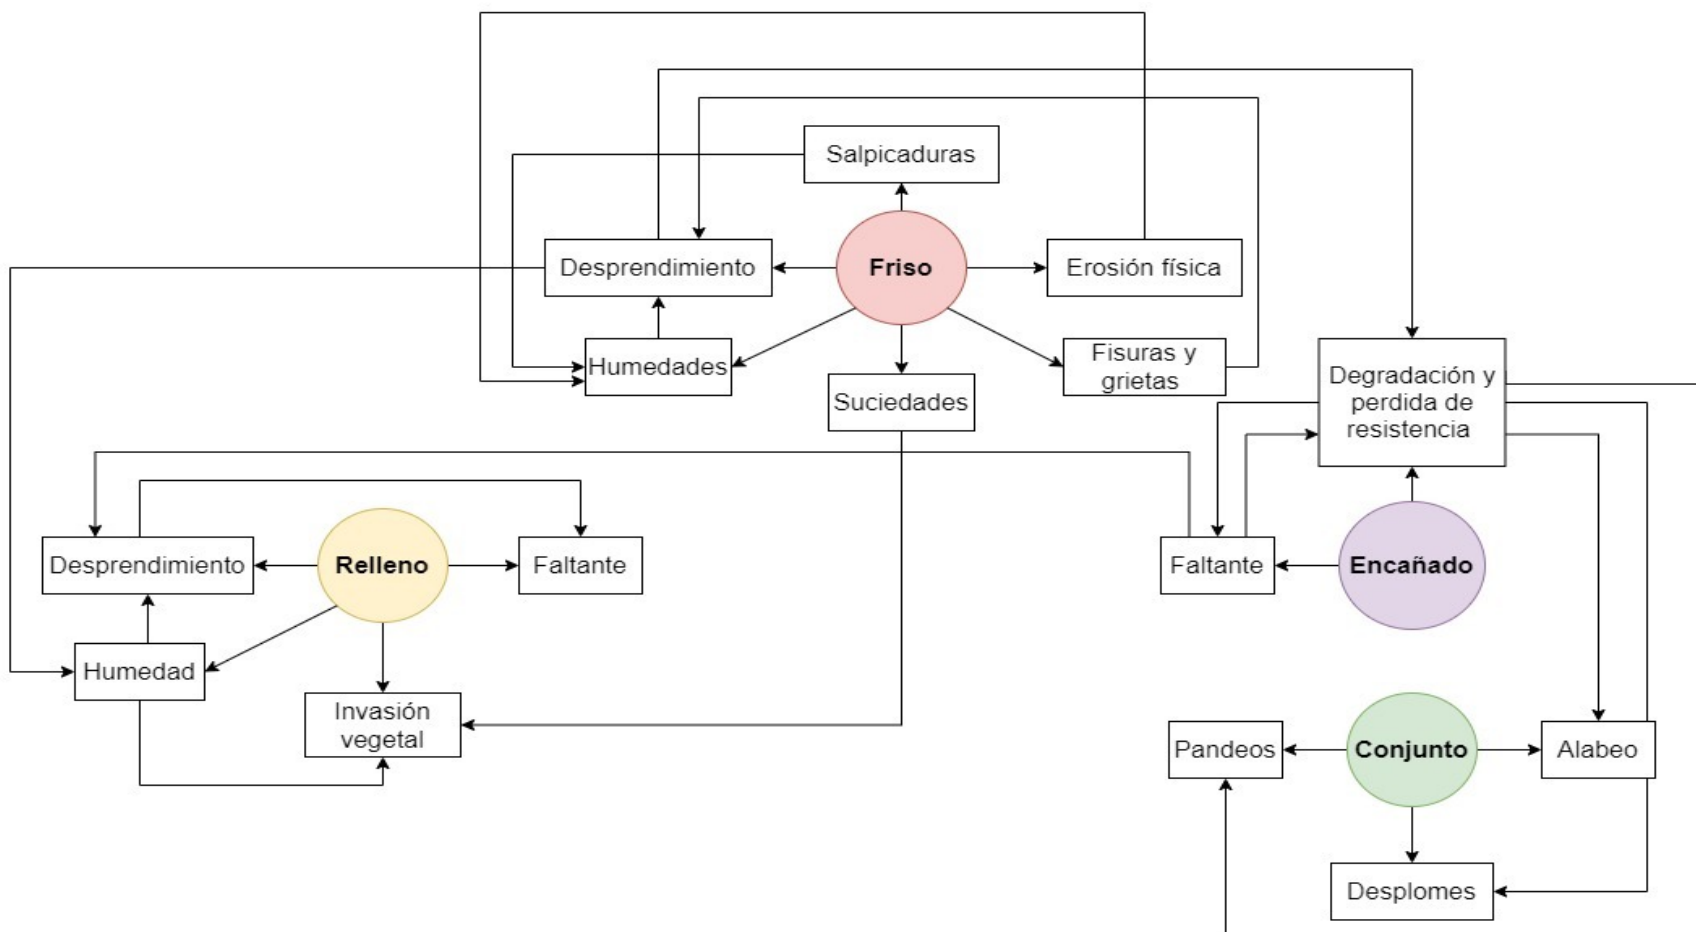 Salpicaduras
Desprendimiento
Friso
Erosión física
Humedades
Fisuras y
grietas
Suciedades
Degradación y
perdida de
resistencia
Desprendimiento
Relleno
Faltante
Faltante
Encañado
Humedad
Invasión
vegetal
Pandeos
Conjunto
Alabeo
Desplomes